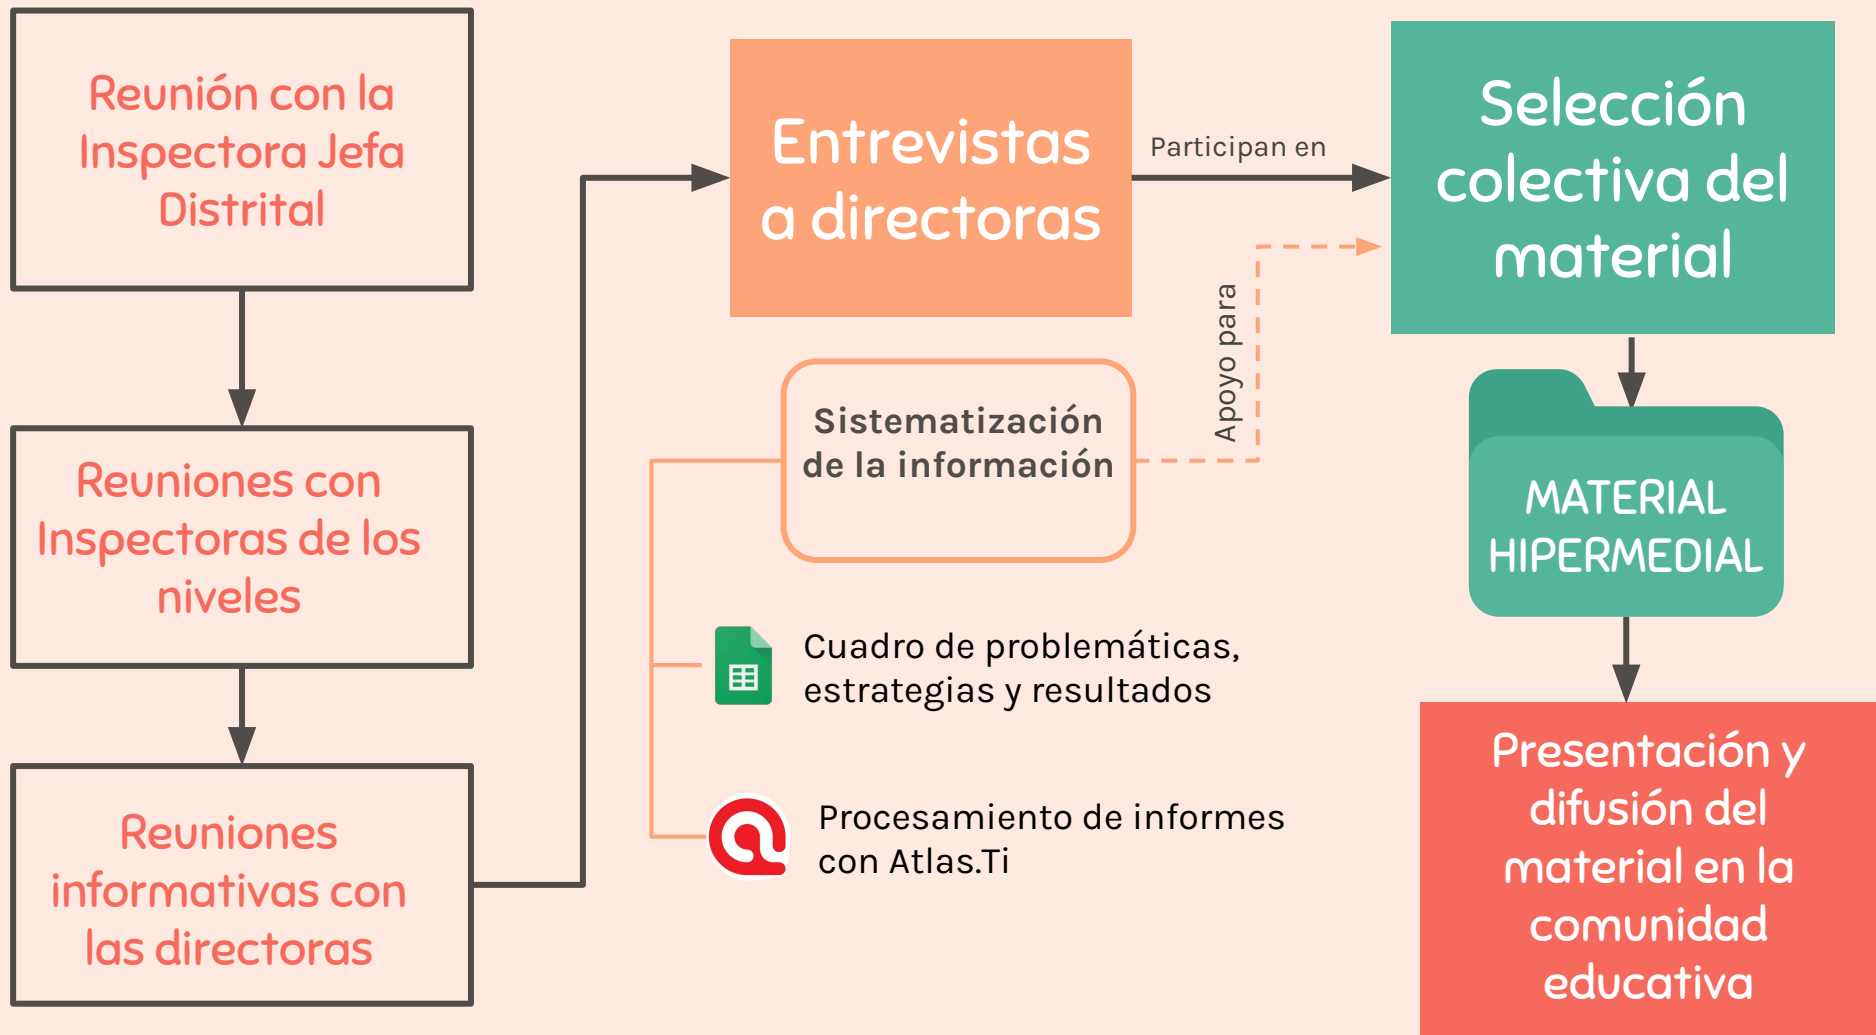 Reunión con la
Inspectora Jefa
Distrital
Reuniones con
Inspectoras de los
niveles
Reuniones
informativas con
las directoras
Entrevistas
a directoras
Participan en
Selección
colectiva del
material
Apoyo para
Sistematización
de la información
Cuadro de problemáticas,
estrategias y resultados
Procesamiento de informes
con Atlas.Ti
MATERIAL
HIPERMEDIAL
Presentación y
difusión del
material en la
comunidad
educativa